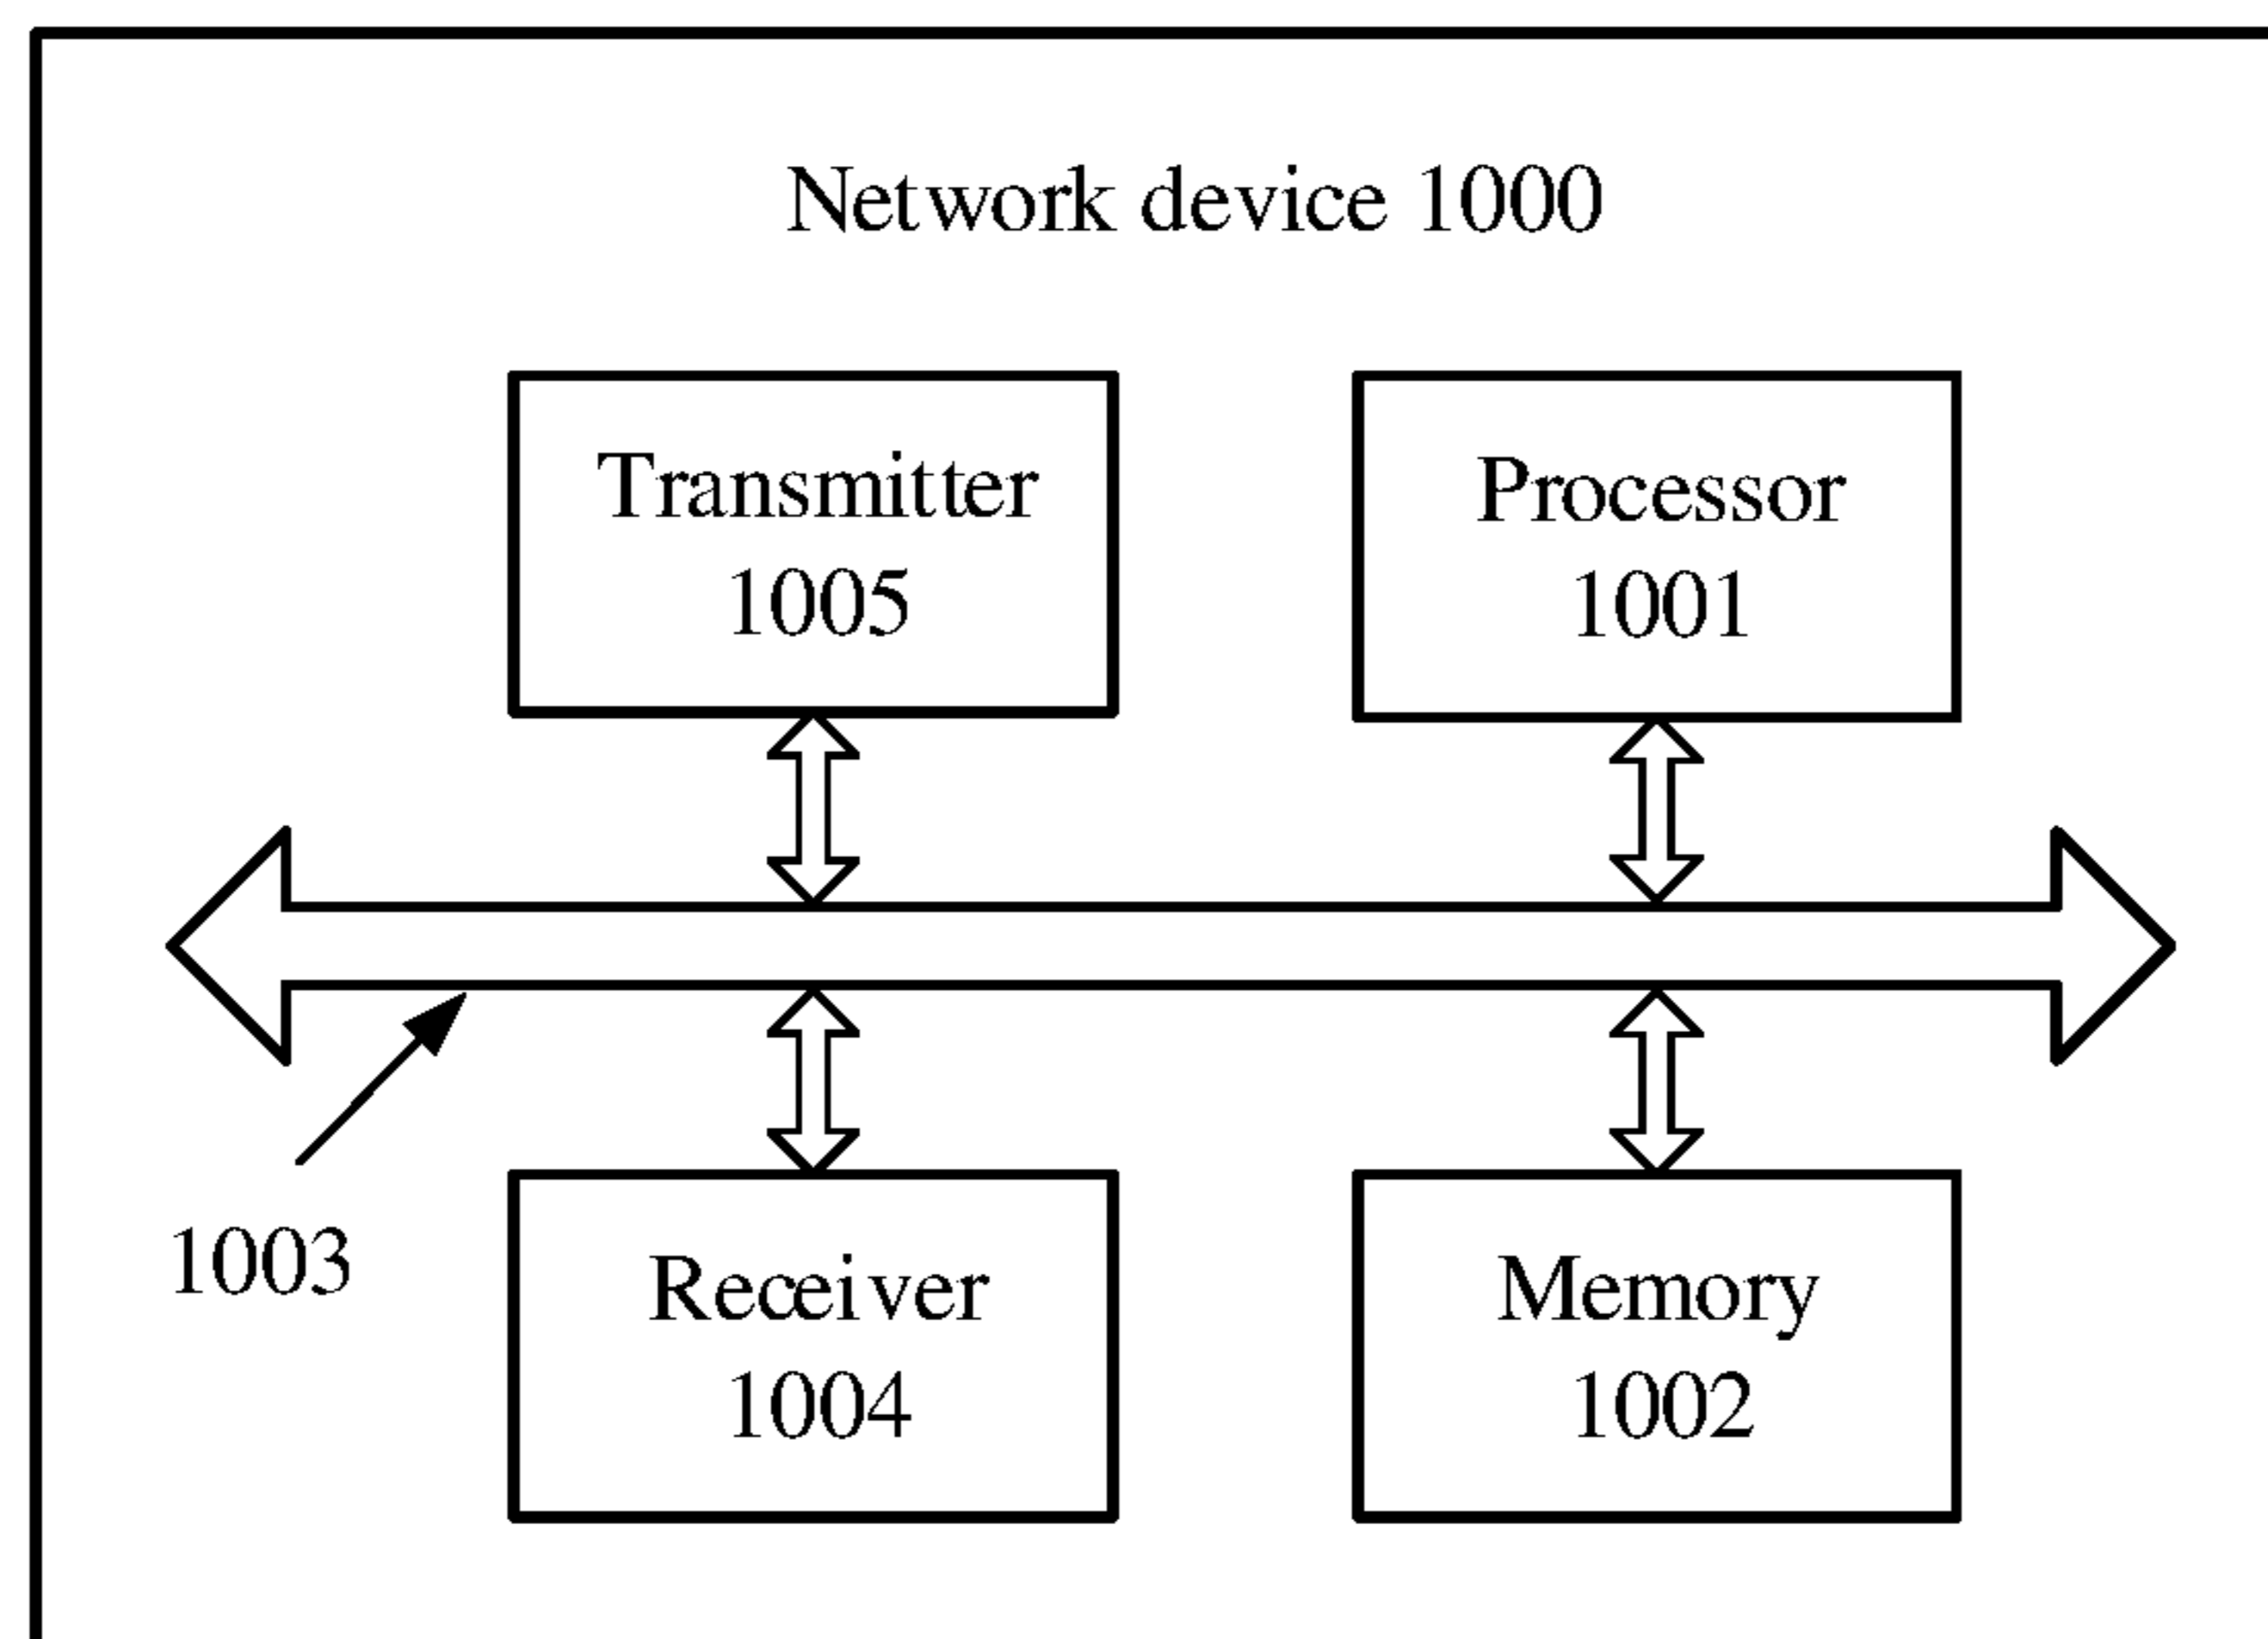 Network device 1000
Transmitter
1005
Processor
1001
1003
Receiver
1004
Memory
1002